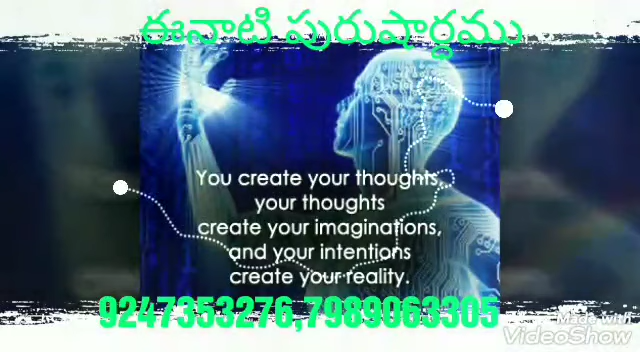 ఈనాటి పురుషార్ధము
You create your thoughts,
your thoughts
create your imaginations,
and your intentions
create your reality.
9247353276,7989063305
Made with
VideoShow